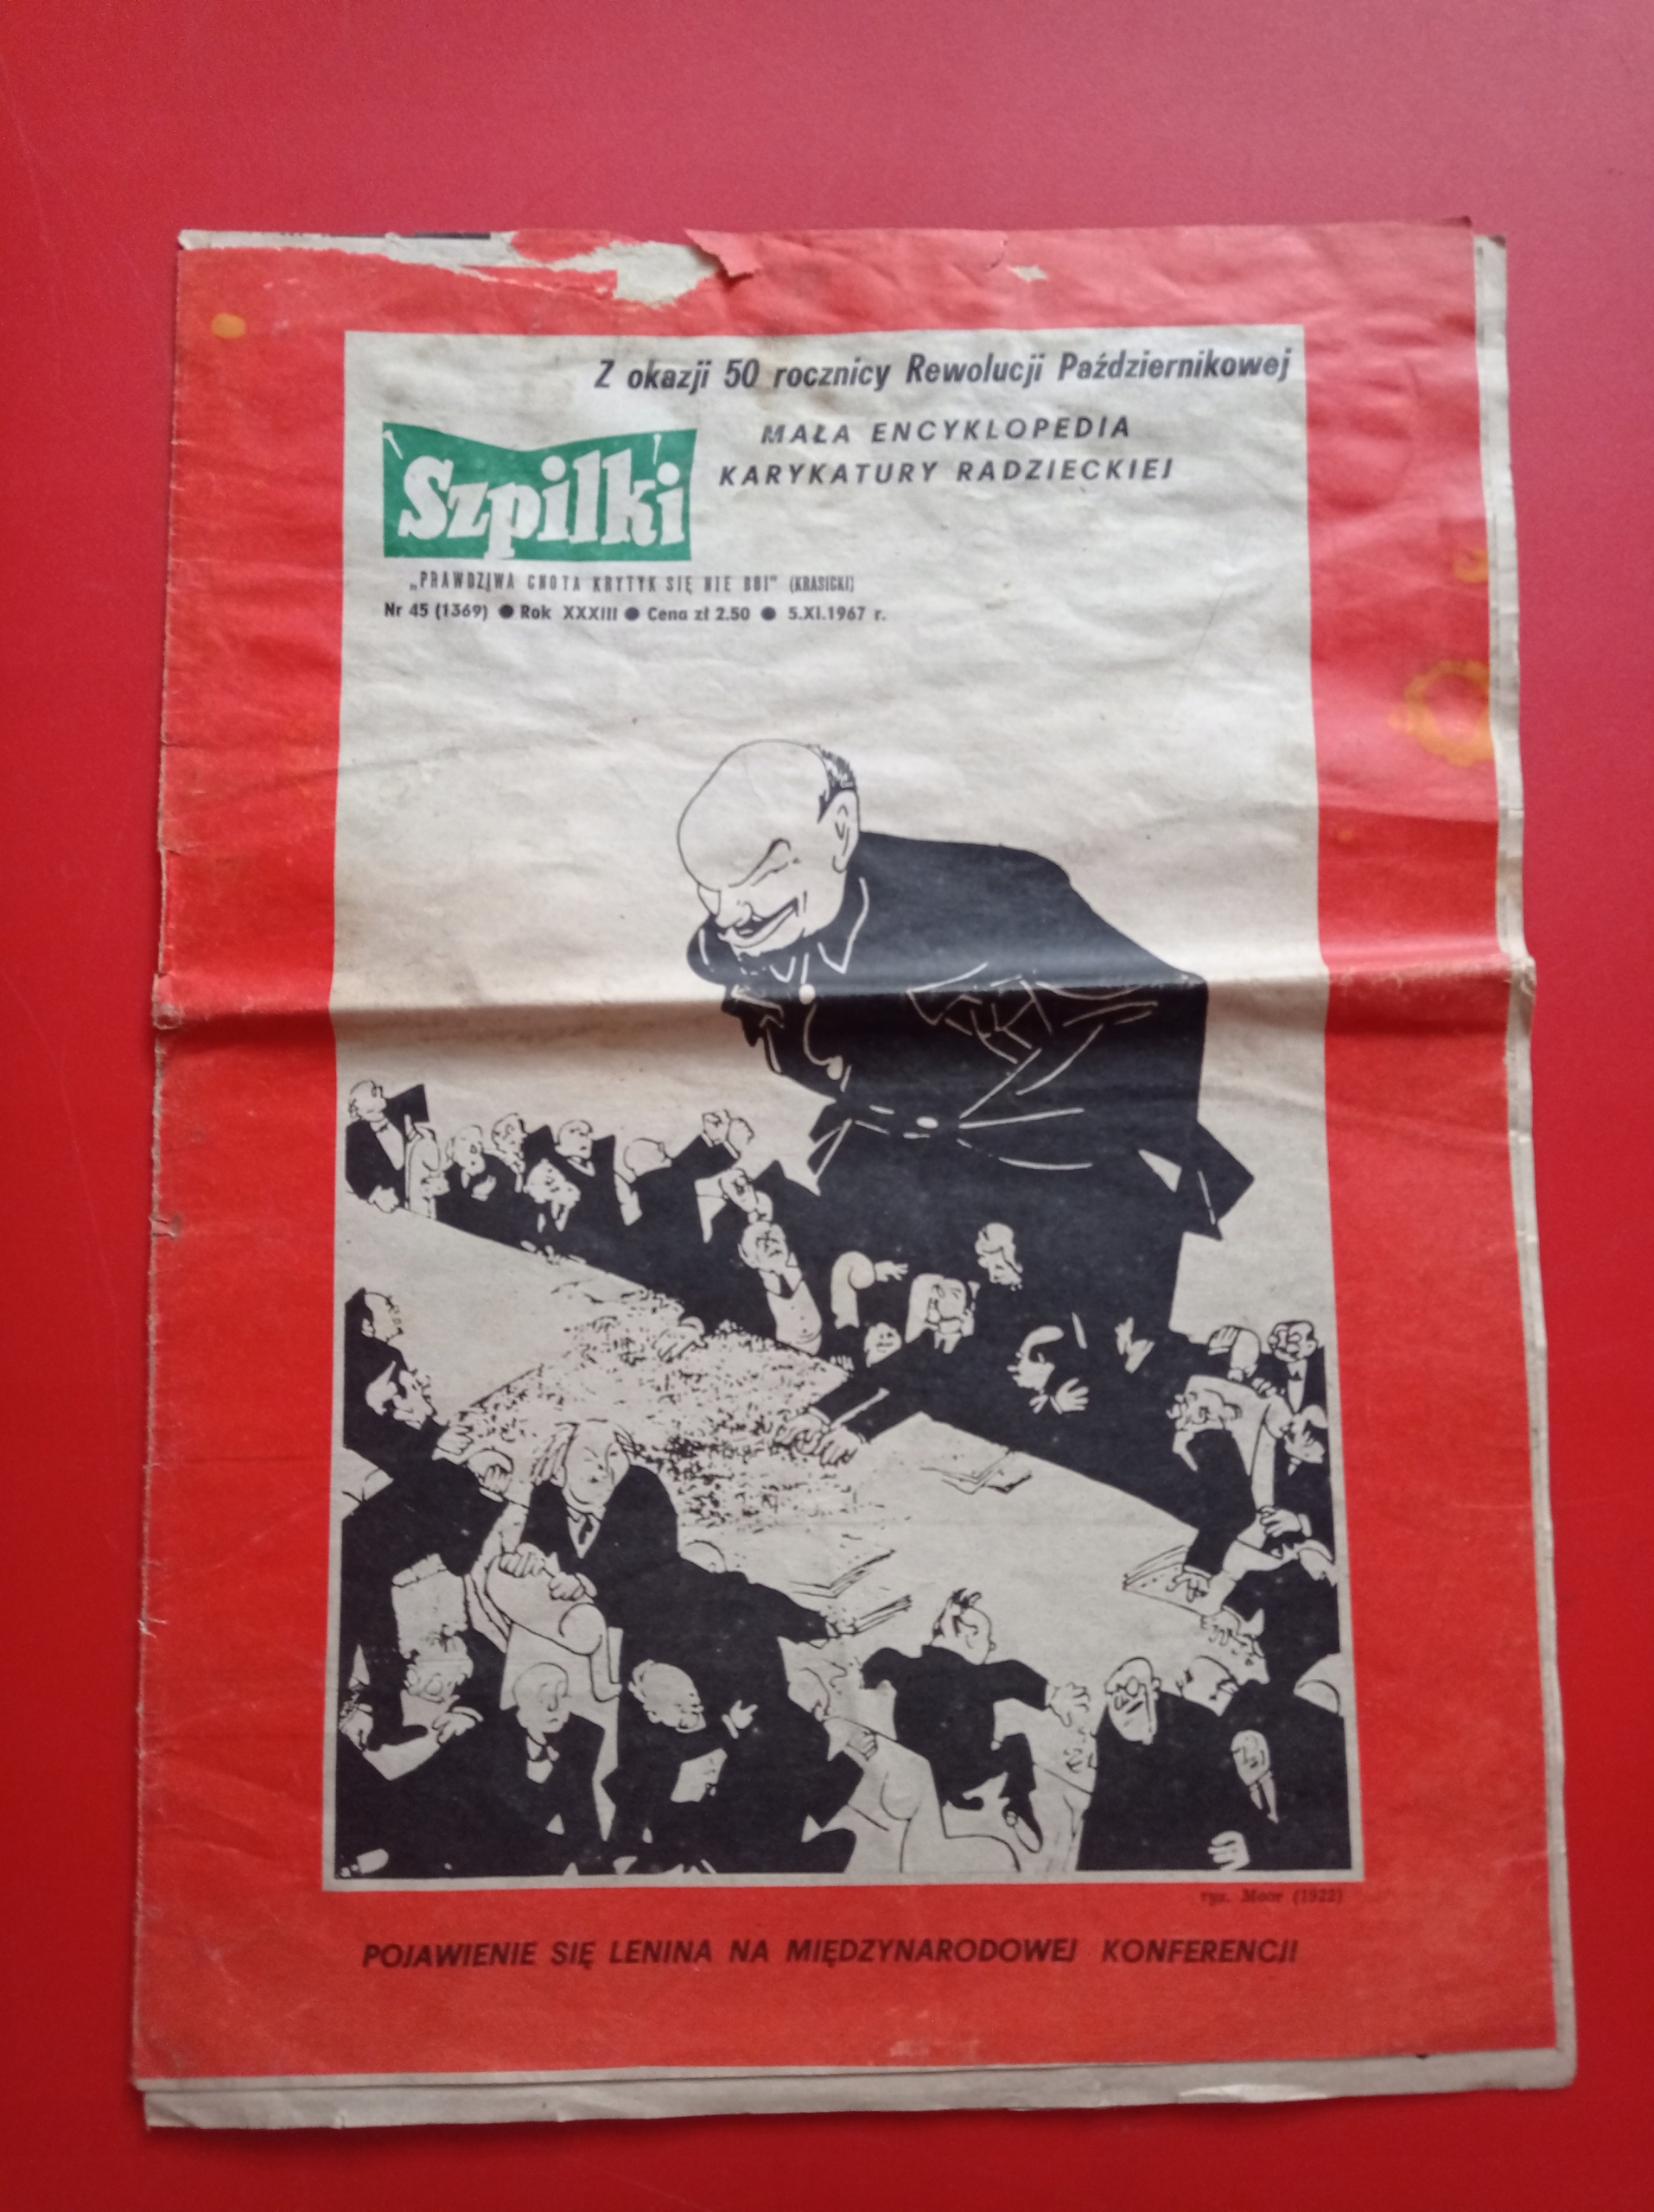 Z okazji 50 rocznicy Rewolucji Październikowej
MAŁA ENCYKLOPEDIA
KARYKATURY RADZIECKIEJ
Szpilki
„PRAWDZIWA CNOTA KRYTYK SIĘ NIE BOI" (KRASICKI)
Nr 45 (1369) ● Rok XXXIII ● Cena zł 2.50 ● 5.XI.1967 r.
rys. Moor (1922)
POJAWIENIE SIĘ LENINA NA MIĘDZYNARODOWEJ KONFERENCJI